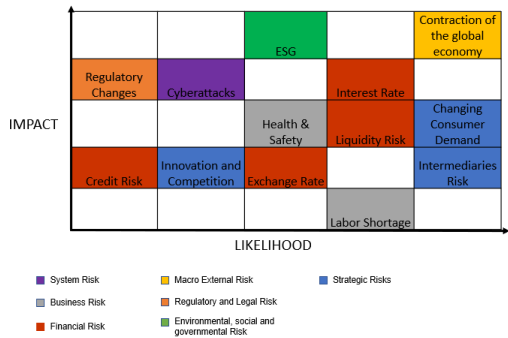 Contraction of
the global
economy
ESG
Regulatory
Changes
Cyberattacks
Interest Rate
IMPACT
Health &
Safety
Liquidity Risk
Changing
Consumer
Demand
Credit Risk
Innovation and
Competition
Exchange Rate
Intermediaries
Risk
Labor Shortage
LIKELIHOOD
System Risk
Macro External Risk
Strategic Risks
Business Risk
Regulatory and Legal Risk
Financial Risk
Environmental, social and
governmental Risk